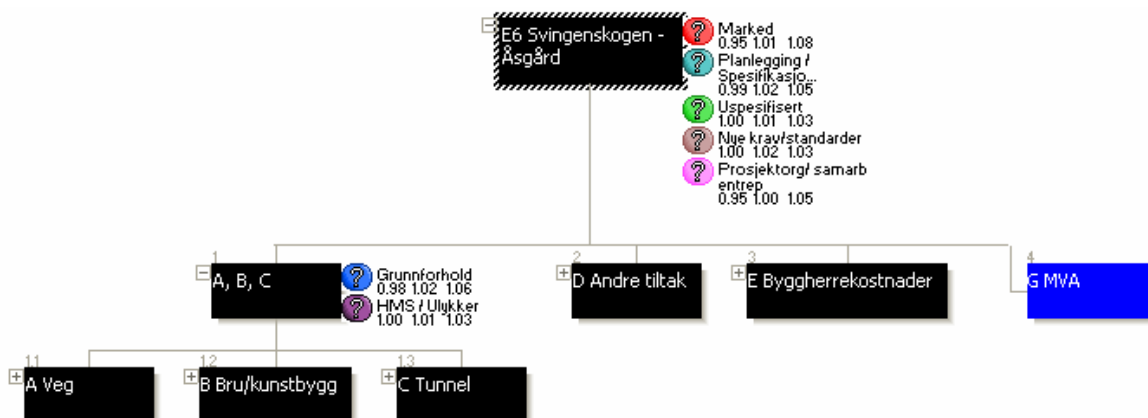 E6 Svingenskogen -
Åsgård
Marked
0.95 1.01 1.08
Planlegging /
Spesifikasjo...
0.99 1.02 1.05
Uspesifisert
1.00 1.01 1.03
Nye krav/standarder
1.00 1.02 1.03
Prosjektorg/ samarb
entrep
0.95 1.00 1.05
1
A, B, C
Grunnforhold
0.98 1.02 1.06
HMS / Ulykker
1.00 1.01 1.03
2
D Andre tiltak
3
E Byggherrekostnader
4
G MVA
11
A Veg
12
B Bru/kunstbygg
13
C Tunnel